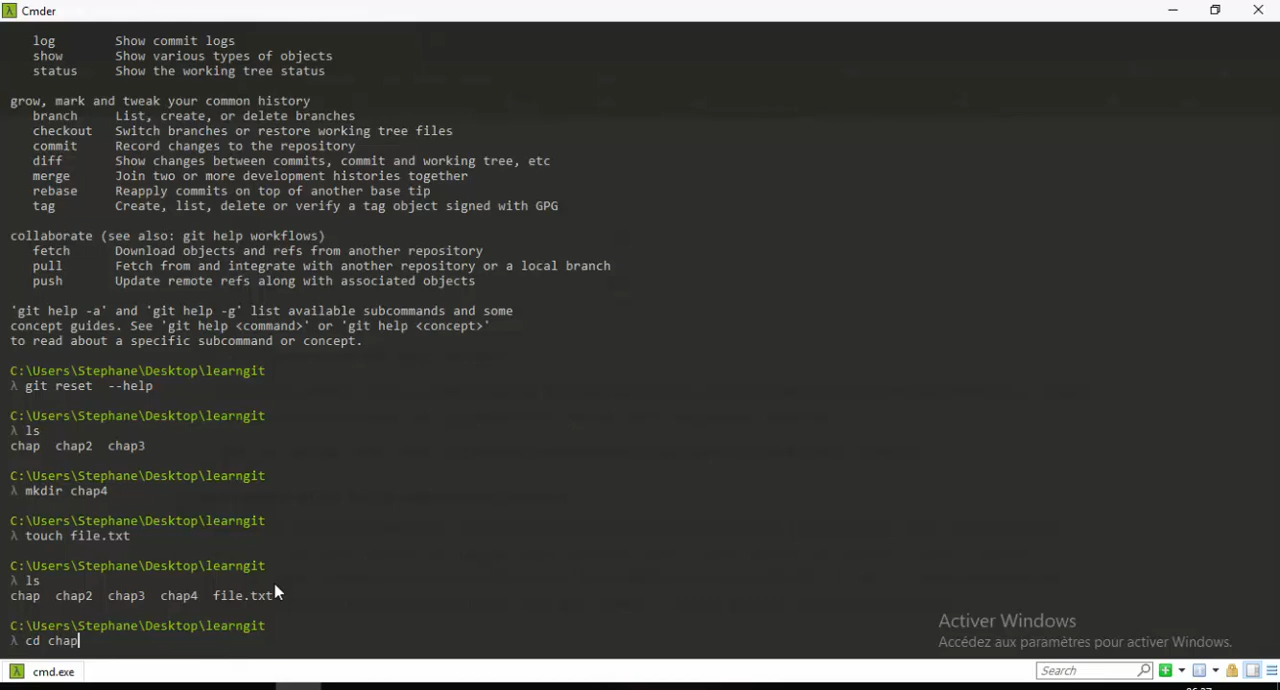 Cmder
log Show commit logs
show Show various types of objects
status Show the working tree status
grow, mark and tweak your common history
branch List, create, or delete branches
checkout Switch branches or restore working tree files
commit Record changes to the repository
diff Show changes between commits, commit and working tree, etc
merge Join two or more development histories together
rebase Reapply commits on top of another base tip
tag Create, list, delete or verify a tag object signed with GPG
collaborate (see also: git help workflows)
fetch Download objects and refs from another repository
pull Fetch from and integrate with another repository or a local branch
push Update remote refs along with associated objects
'git help -a' and 'git help -g' list available subcommands and some
concept guides. See 'git help <command>' or 'git help <concept>'
to read about a specific subcommand or concept.
C:\Users\Stephane\Desktop\learngit
λ git reset --help
C:\Users\Stephane\Desktop\learngit
λ ls
chap chap2 chap3
C:\Users\Stephane\Desktop\learngit
λ mkdir chap4
C:\Users\Stephane\Desktop\learngit
λ touch file.txt
C:\Users\Stephane\Desktop\learngit
λ ls
chap chap2 chap3 chap4 file.txt
C:\Users\Stephane\Desktop\learngit
λ cd chap
Activer Windows
Accédez aux paramètres pour activer Windows.
cmd.exe
Search